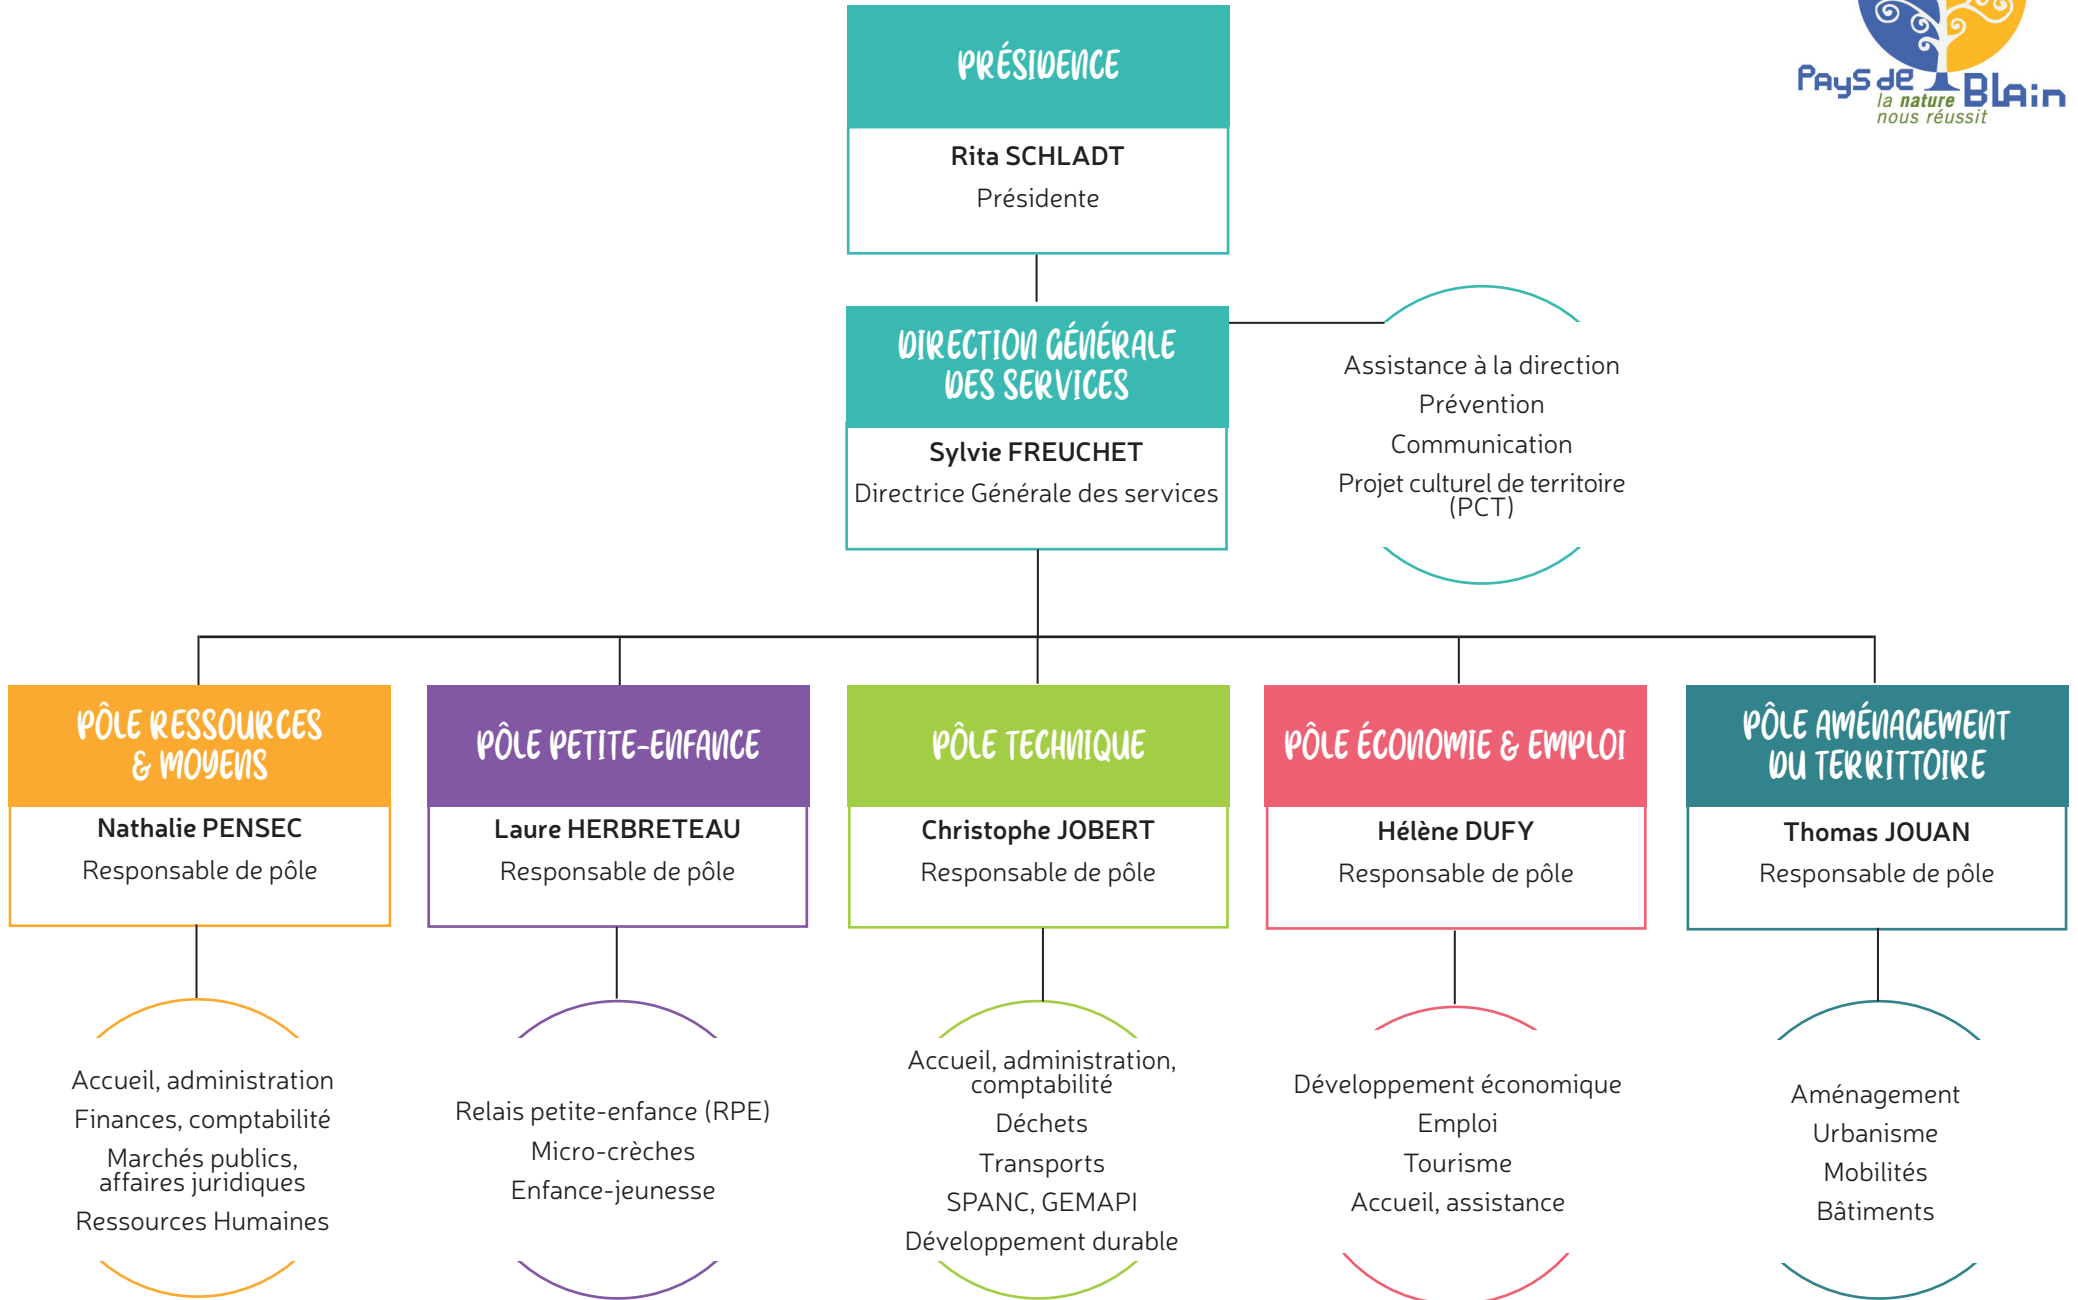 PRÉSIDENCE
Rita SCHLADT
Présidente
Pays de Blain
la nature
nous réussit
DIRECTION GÉNÉRALE
DES SERVICES
Sylvie FREUCHET
Directrice Générale des services
Assistance à la direction
Prévention
Communication
Projet culturel de territoire
(PCT)
PÔLE RESSOURCES
& MOYENS
Nathalie PENSEC
Responsable de pôle
Accueil, administration
Finances, comptabilité
Marchés publics,
affaires juridiques
Ressources Humaines
PÔLE PETITE-ENFANCE
Laure HERBRETEAU
Responsable de pôle
Relais petite-enfance (RPE)
Micro-crèches
Enfance-jeunesse
PÔLE TECHNIQUE
Christophe JOBERT
Responsable de pôle
Accueil, administration,
comptabilité
Déchets
Transports
SPANC, GEMAPI
Développement durable
PÔLE ÉCONOMIE & EMPLOI
Hélène DUFY
Responsable de pôle
Développement économique
Emploi
Tourisme
Accueil, assistance
PÔLE AMÉNAGEMENT
DU TERRITTOIRE
Thomas JOUAN
Responsable de pôle
Aménagement
Urbanisme
Mobilités
Bâtiments